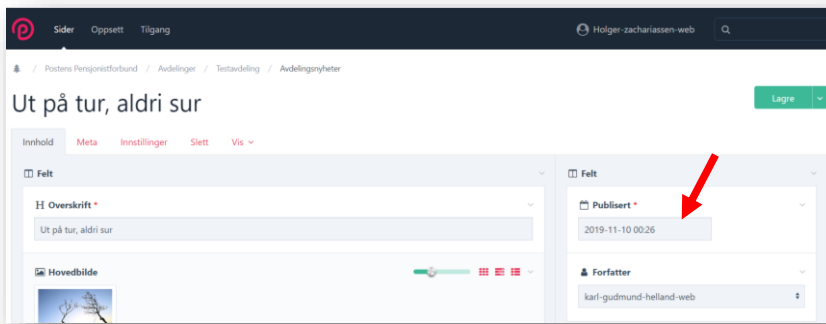 Sider Oppsett Tilgang Holger-zachariassen-web
/ Postens Pensjonistforbund / Avdelinger / Testavdeling / Avdelingsnyheter
Ut på tur, aldri sur
Lagre
Innhold Meta Innstillinger Slett Vis
Felt
H Overskrift *
Ut på tur, aldri sur
Hovedbilde
Felt
Publisert *
2019-11-10 00:26
Forfatter
karl-gudmund-helland-web